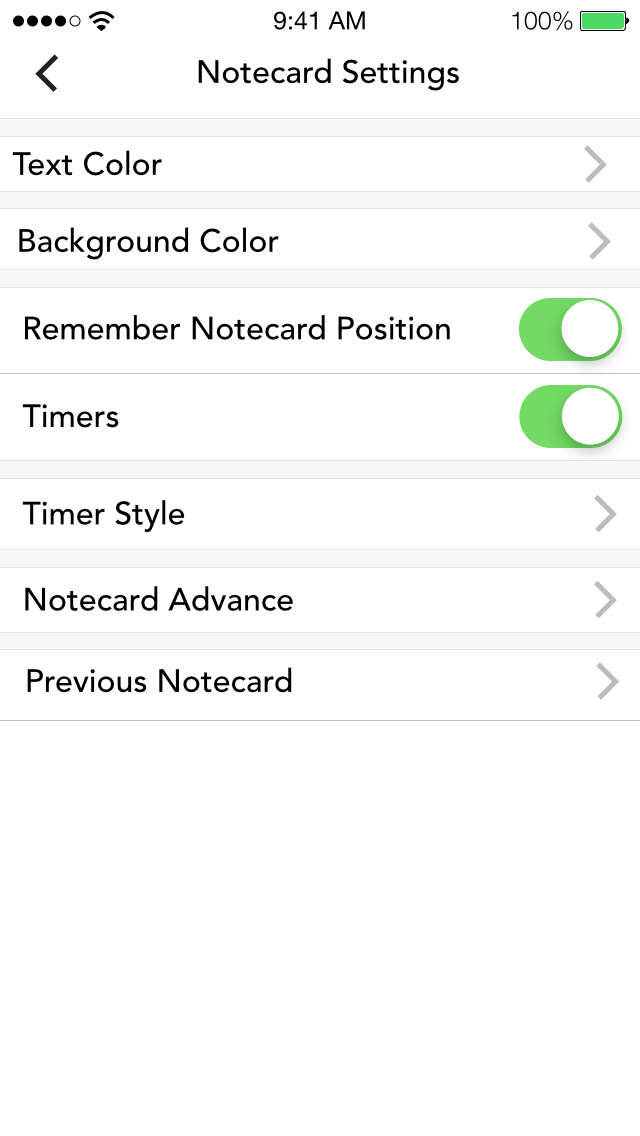 9:41 AM 100%
Notecard Settings
Text Color
Background Color
Remember Notecard Position
Timers
Timer Style
Notecard Advance
Previous Notecard